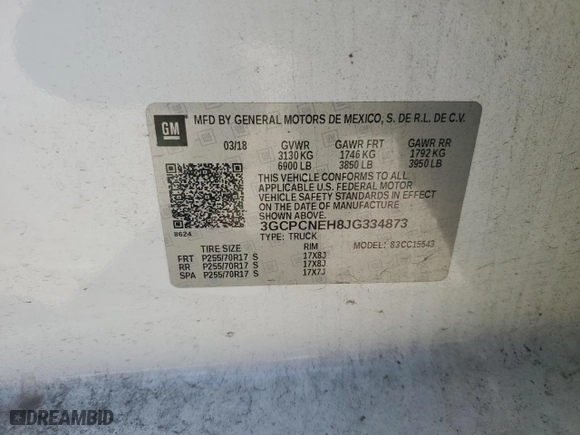 GM
MFD BY GENERAL MOTORS DE MEXICO, S. DE R.L. DE C.V.
03/18 GVWR GAWR FRT GAWR RR
3130 KG 1746 KG 1792 KG
6900 LB 3850 LB 3950 LB
THIS VEHICLE CONFORMS TO ALL
APPLICABLE U.S. FEDERAL MOTOR
VEHICLE SAFETY STANDARDS IN EFFECT
ON THE DATE OF MANUFACTURE
SHOWN ABOVE.
3GCPCNEH8JG334873
8624
TYPE: TRUCK MODEL: 83CC15543
TIRE SIZE RIM
FRT P255/70R17 S 17X8J
RR P255/70R17 S 17X8J
SPA P255/70R17 S 17X7J
DREAMBID